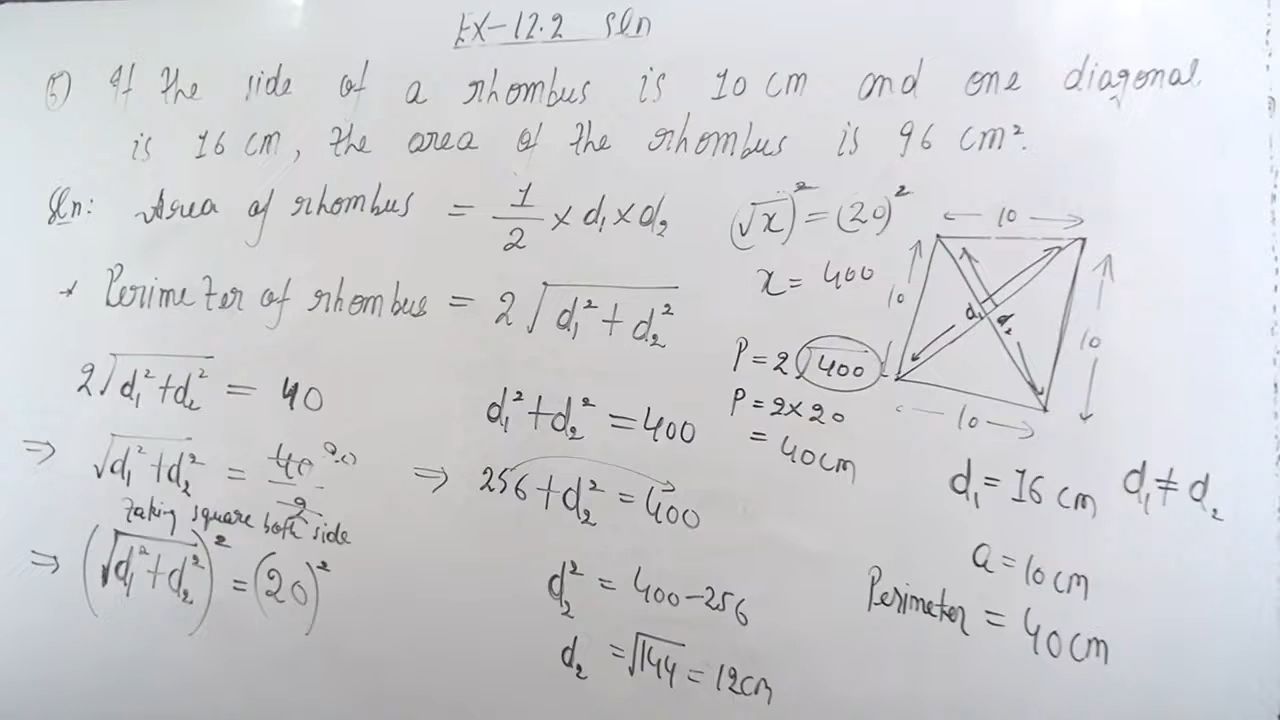 EX-12.2 Sln
5) If the side of a rhombus is 10 cm and one diagonal
is 16 cm, the area of the rhombus is 96 cm².
Sln: Area of rhombus = 1/2 × d₁ × d₂
→ Perimeter of rhombus = 2√(d₁² + d₂²)
2√(d₁² + d₂²) = 40
⇒ √(d₁² + d₂²) = 40/2 20
taking square both side
⇒ (√(d₁² + d₂²))² = (20)²
d₁² + d₂² = 400
⇒ 256 + d₂² = 400
d₂² = 400 - 256
d₂ = √144 = 12cm
(√x)² = (20)²
x = 400
P = 2√400
P = 2×20
= 40cm
10
10
d₁
d₂
10
10
d₁ = 16 cm d₁ ≠ d₂
a = 10cm
Perimeter = 40cm